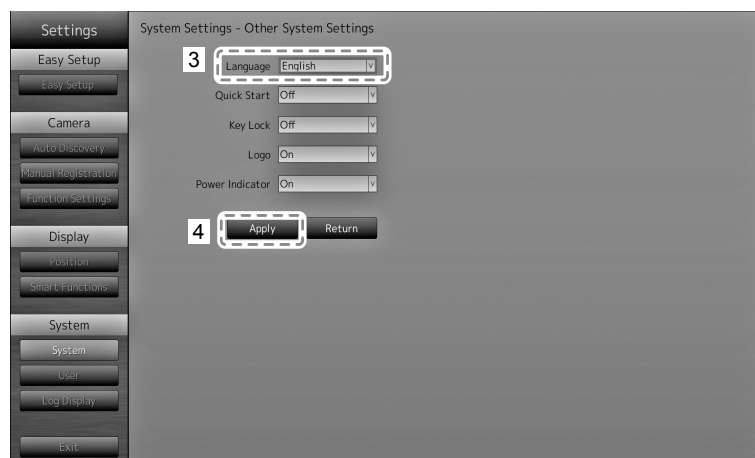 Settings
Easy Setup
Easy Setup
Camera
Auto Discovery
Manual Registration
Function Settings
Display
Position
Smart Functions
System
System
User
Log Display
Exit
System Settings - Other System Settings
3
Language English
Quick Start Off
Key Lock Off
Logo On
Power Indicator On
4
Apply Return